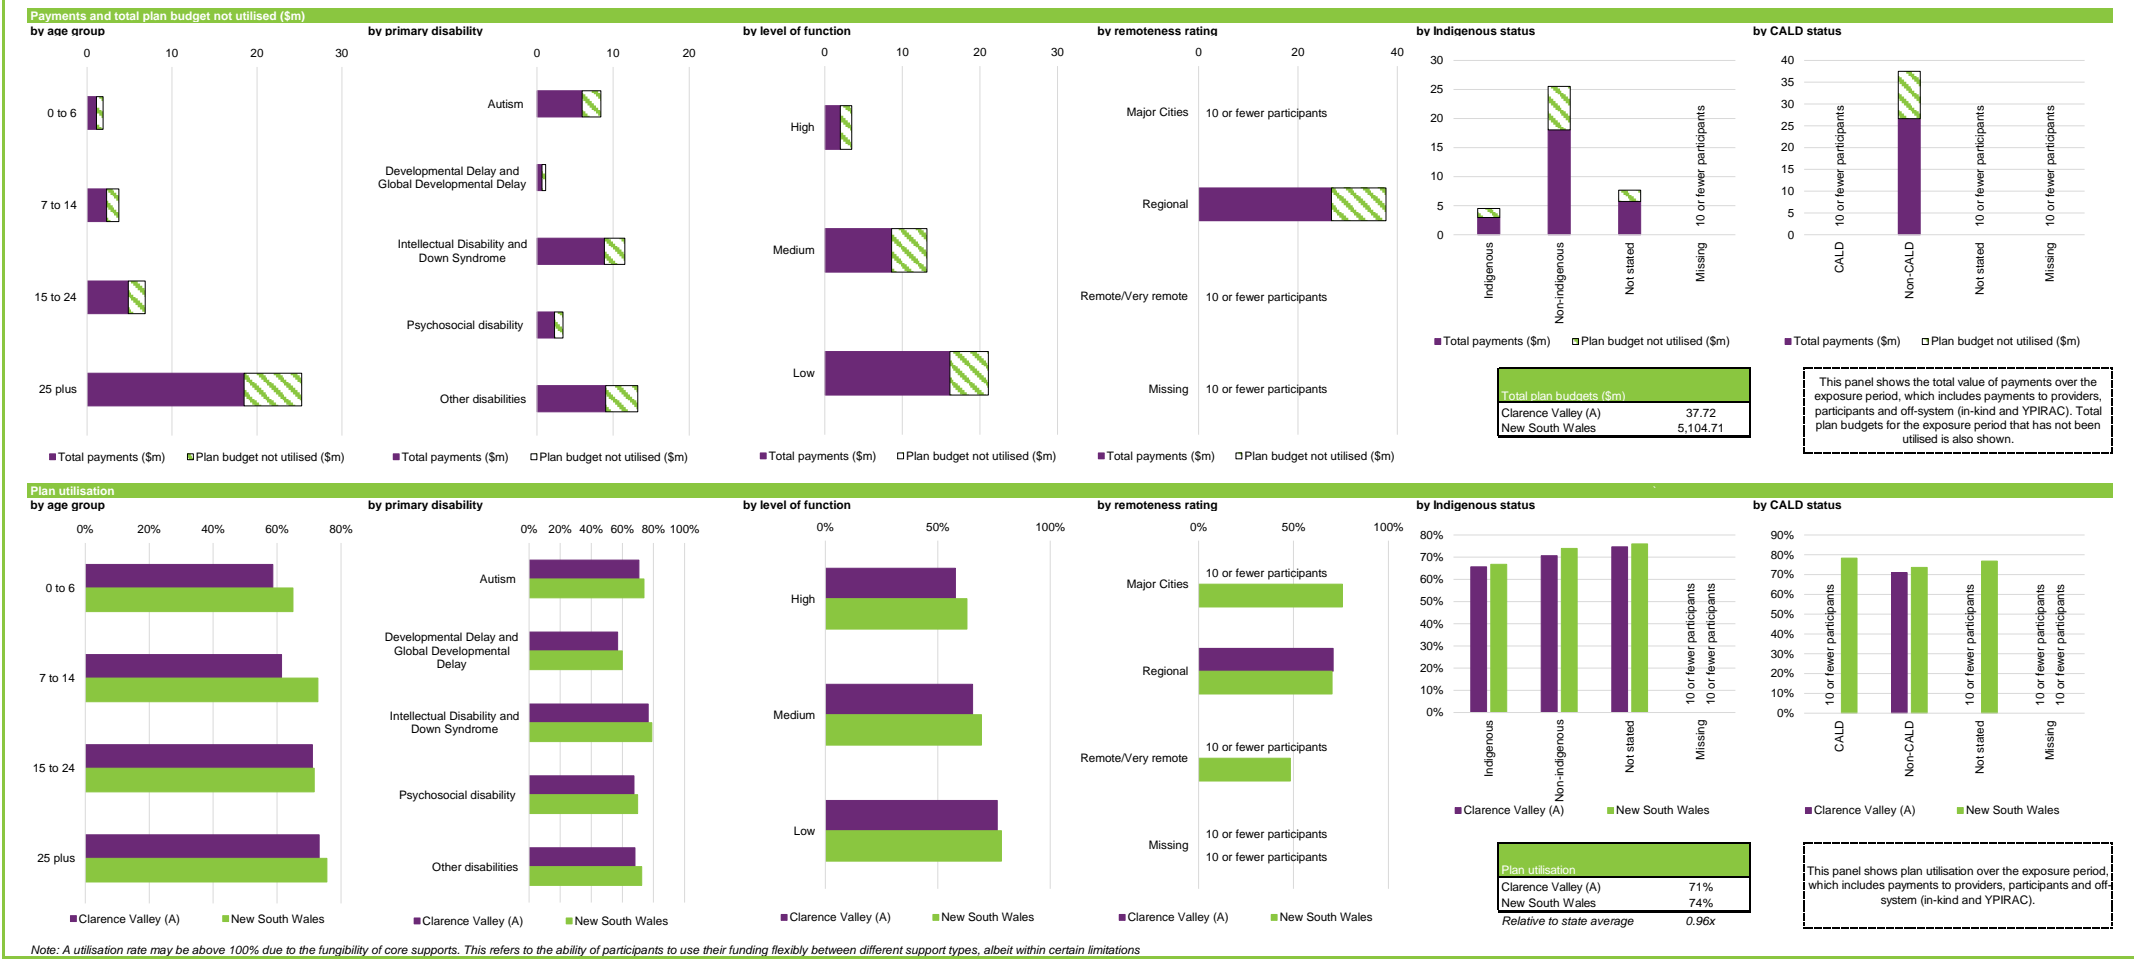 Payments and total plan budget not utilised ($m)
by age group
0 10 20 30
0 to 6
7 to 14
15 to 24
25 plus
Total payments ($m) Plan budget not utilised ($m)
by primary disability
0 10 20
Autism
Developmental Delay and
Global Developmental Delay
Intellectual Disability and
Down Syndrome
Psychosocial disability
Other disabilities
Total payments ($m) Plan budget not utilised ($m)
by level of function
0 10 20 30
High
Medium
Low
Total payments ($m) Plan budget not utilised ($m)
by remoteness rating
0 20 40
Major Cities 10 or fewer participants
Regional
Remote/Very remote 10 or fewer participants
Missing 10 or fewer participants
Total payments ($m) Plan budget not utilised ($m)
by Indigenous status
30
25
20
15
10
5
0
10 or fewer participants
Indigenous
Non-indigenous
Not stated
Missing
Total payments ($m) Plan budget not utilised ($m)
Total plan budgets ($m)
Clarence Valley (A) 37.72
New South Wales 5,104.71
by CALD status
40
35
30
25
20
15
10
5
0
10 or fewer participants
10 or fewer participants
10 or fewer participants
CALD
Non-CALD
Not stated
Missing
Total payments ($m) Plan budget not utilised ($m)
This panel shows the total value of payments over the
exposure period, which includes payments to providers,
participants and off-system (in-kind and YPIRAC). Total
plan budgets for the exposure period that has not been
utilised is also shown.
Plan utilisation
by age group
0% 20% 40% 60% 80%
0 to 6
7 to 14
15 to 24
25 plus
Clarence Valley (A) New South Wales
by primary disability
0% 20% 40% 60% 80% 100%
Autism
Developmental Delay and
Global Developmental
Delay
Intellectual Disability and
Down Syndrome
Psychosocial disability
Other disabilities
Clarence Valley (A) New South Wales
by level of function
0% 50% 100%
High
Medium
Low
Clarence Valley (A) New South Wales
by remoteness rating
0% 50% 100%
10 or fewer participants
Major Cities
Regional
10 or fewer participants
Remote/Very remote
10 or fewer participants
Missing
10 or fewer participants
Clarence Valley (A) New South Wales
by Indigenous status
80%
70%
60%
50%
40%
30%
20%
10%
0%
10 or fewer participants
10 or fewer participants
Indigenous
Non-indigenous
Not stated
Missing
Clarence Valley (A) New South Wales
Plan utilisation
Clarence Valley (A) 71%
New South Wales 74%
Relative to state average 0.96x
by CALD status
90%
80%
70%
60%
50%
40%
30%
20%
10%
0%
10 or fewer participants
10 or fewer participants
10 or fewer participants
10 or fewer participants
CALD
Non-CALD
Not stated
Missing
Clarence Valley (A) New South Wales
This panel shows plan utilisation over the exposure period,
which includes payments to providers, participants and off-
system (in-kind and YPIRAC).
Note: A utilisation rate may be above 100% due to the fungibility of core supports. This refers to the ability of participants to use their funding flexibly between different support types, albeit within certain limitations